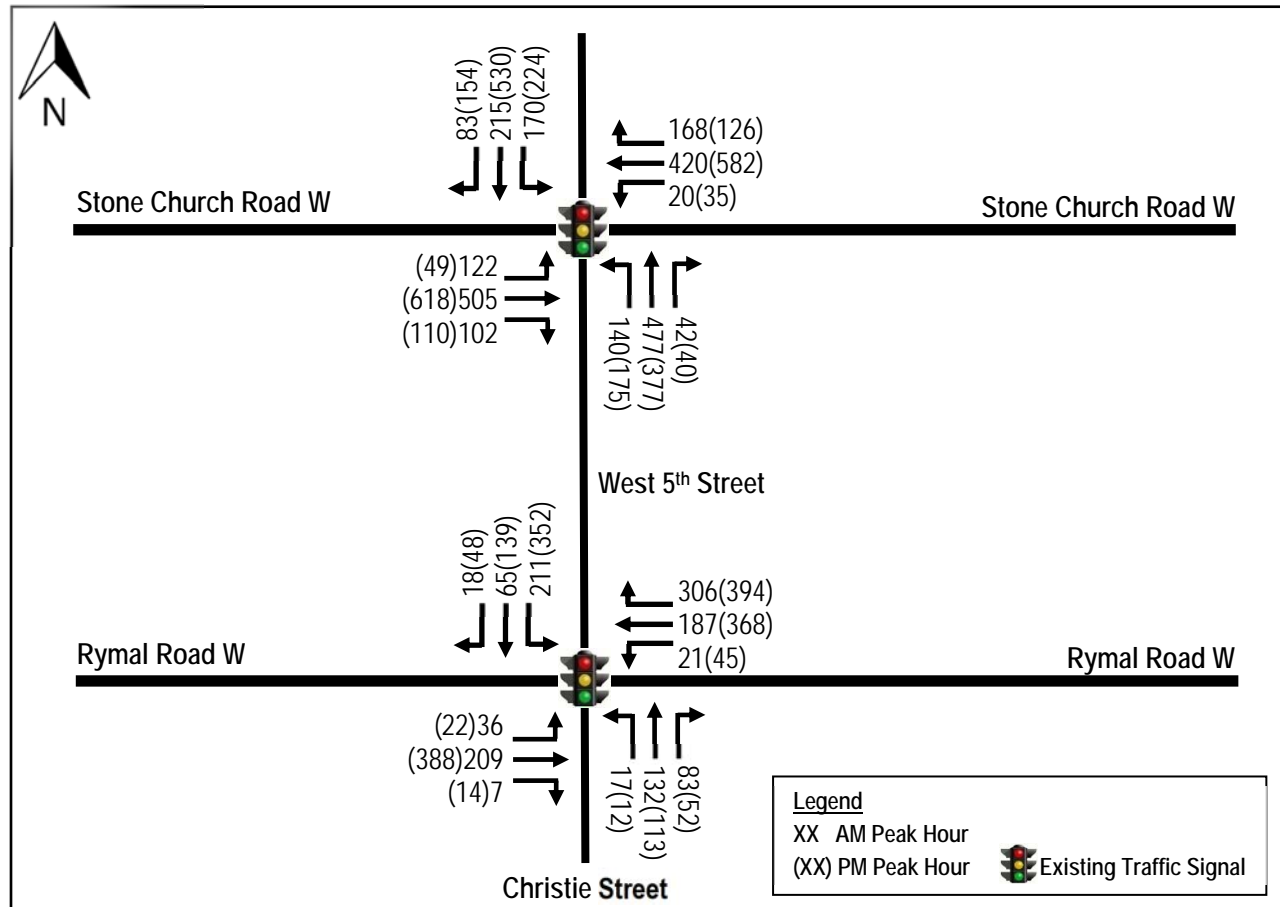 N
83(154)
215(530)
170(224)
168(126)
420(582)
20(35)
Stone Church Road W
Stone Church Road W
(49)122
(618)505
(110)102
140(175)
477(377)
42(40)
West 5th Street
18(48)
65(139)
211(352)
306(394)
187(368)
21(45)
Rymal Road W
Rymal Road W
(22)36
(388)209
(14)7
17(12)
132(113)
83(52)
Christie Street
Legend
XX AM Peak Hour
(XX) PM Peak Hour
Existing Traffic Signal